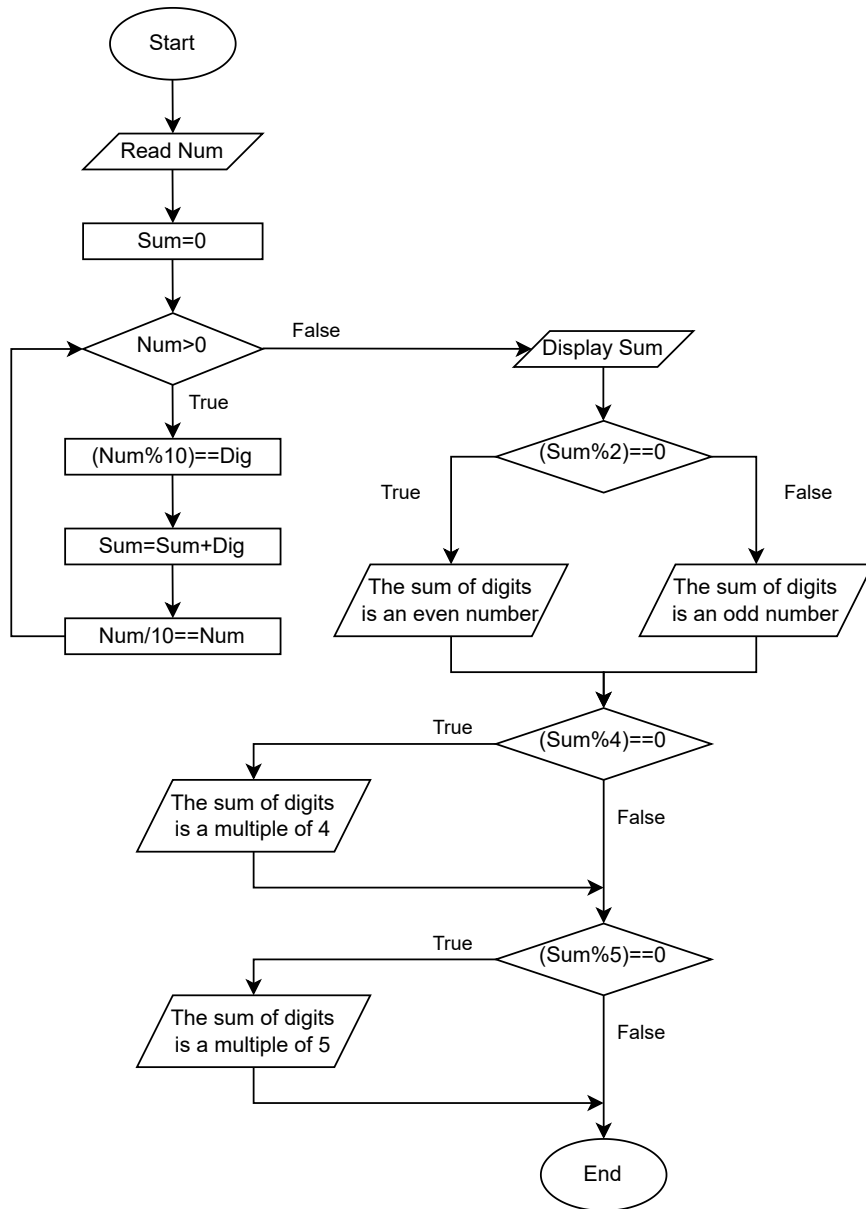 Start
Read Num
Sum=0
Num>0
False
Display Sum
True
(Num%10)==Dig
(Sum%2)==0
True
False
Sum=Sum+Dig
The sum of digits
is an even number
The sum of digits
is an odd number
Num/10==Num
(Sum%4)==0
True
The sum of digits
is a multiple of 4
False
(Sum%5)==0
True
The sum of digits
is a multiple of 5
False
End